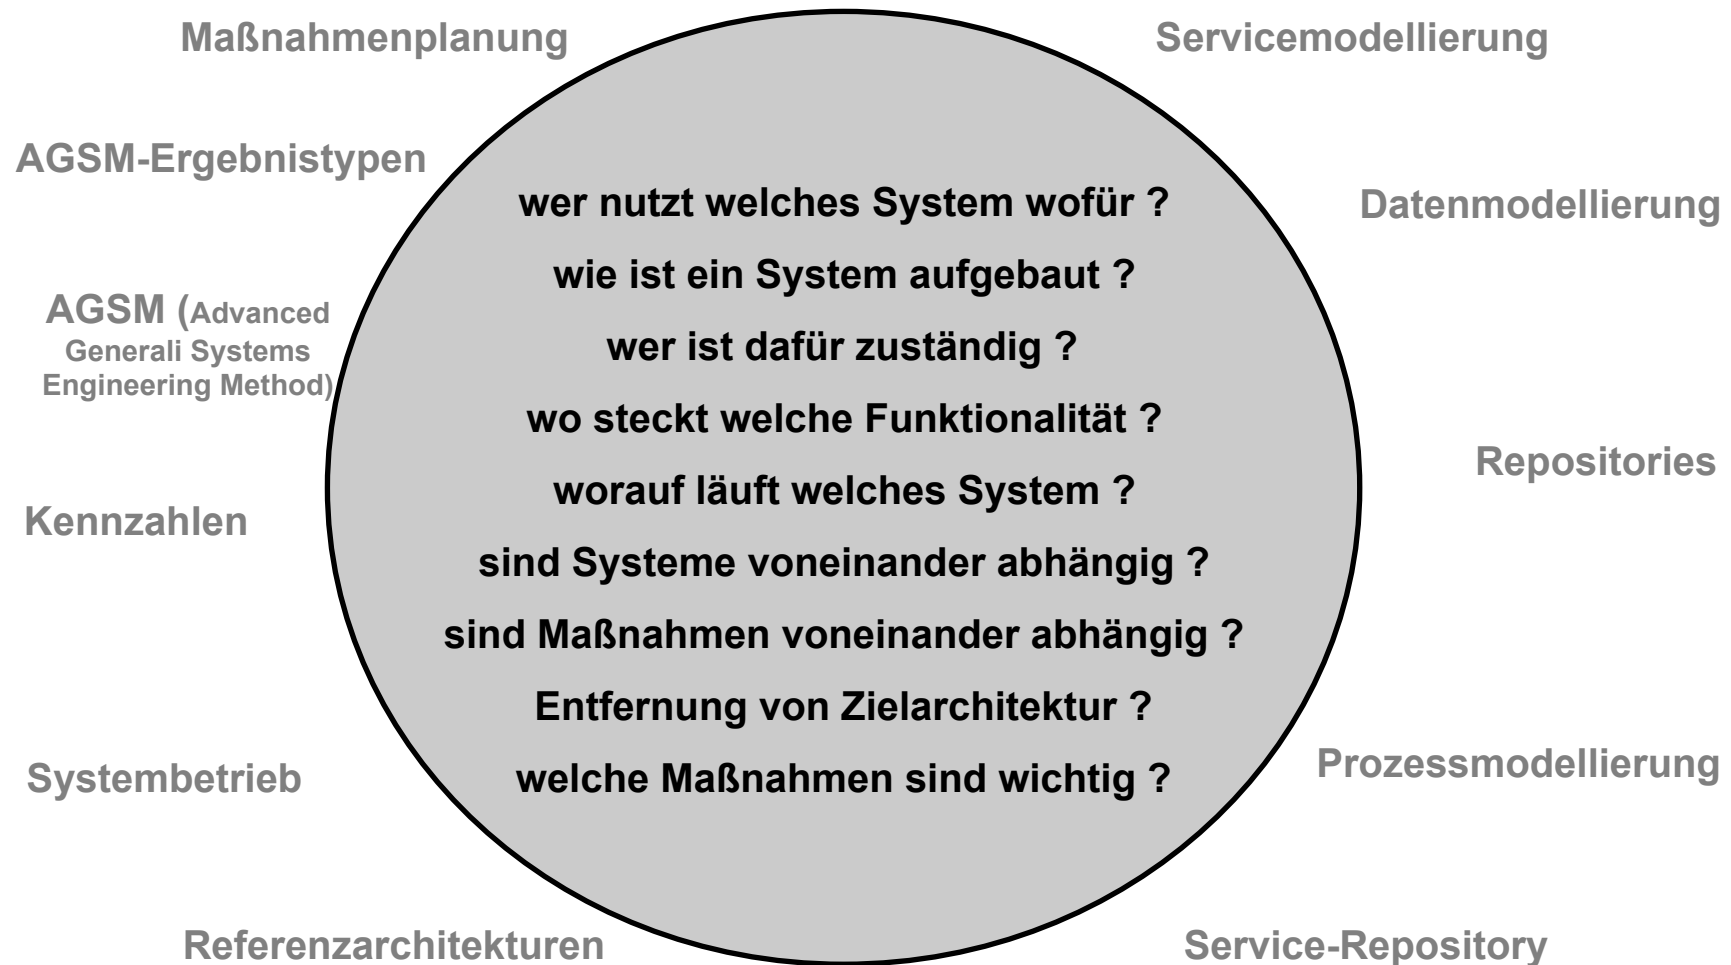 Maßnahmenplanung
Servicemodellierung
AGSM-Ergebnistypen
wer nutzt welches System wofür ?
Datenmodellierung
wie ist ein System aufgebaut ?
AGSM (Advanced
Generali Systems
Engineering Method)
wer ist dafür zuständig ?
wo steckt welche Funktionalität ?
Repositories
worauf läuft welches System ?
Kennzahlen
sind Systeme voneinander abhängig ?
sind Maßnahmen voneinander abhängig ?
Entfernung von Zielarchitektur ?
Prozessmodellierung
Systembetrieb
welche Maßnahmen sind wichtig ?
Referenzarchitekturen
Service-Repository